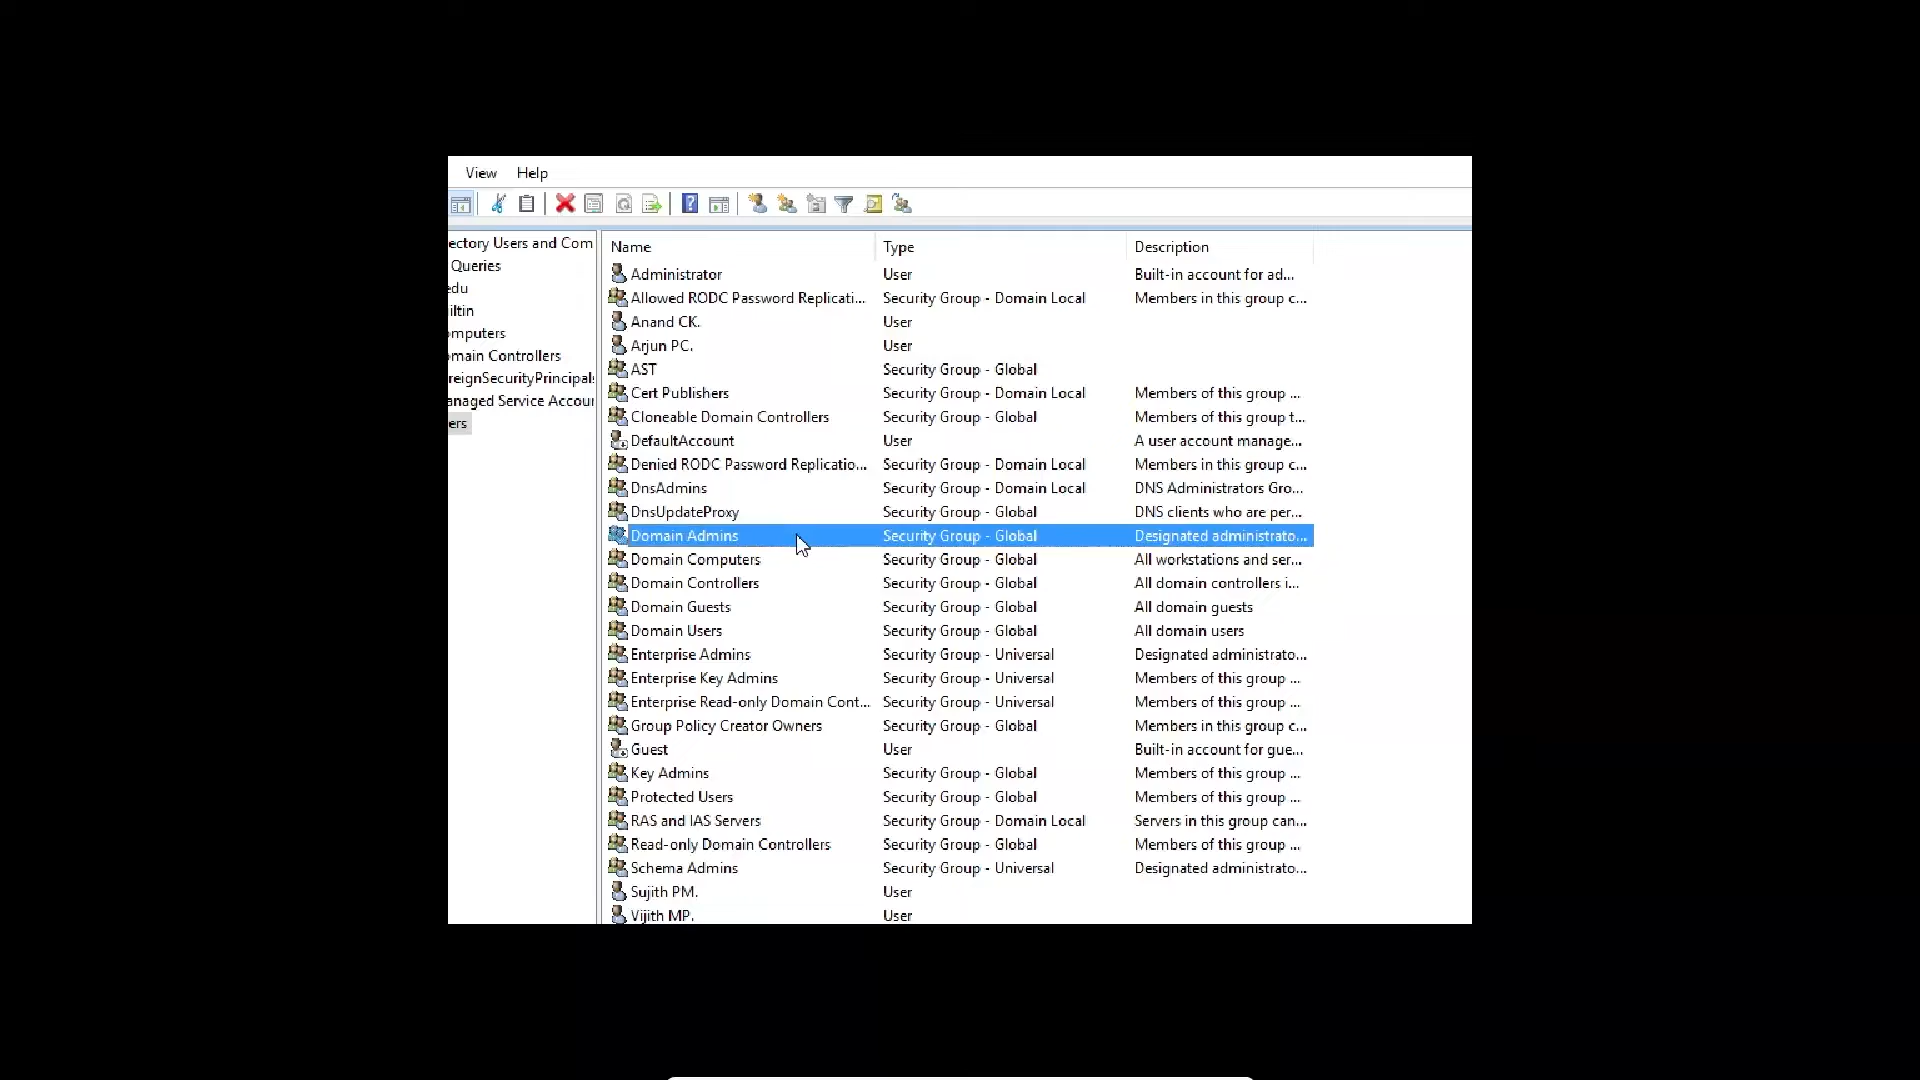 View Help
ectory Users and Com
Queries
edu
iltin
omputers
omain Controllers
reignSecurityPrincipals
anaged Service Accour
ers
Name Type Description
Administrator User Built-in account for ad...
Allowed RODC Password Replicati... Security Group - Domain Local Members in this group c...
Anand CK. User
Arjun PC. User
AST Security Group - Global
Cert Publishers Security Group - Domain Local Members of this group ...
Cloneable Domain Controllers Security Group - Global Members of this group t...
DefaultAccount User A user account manage...
Denied RODC Password Replicatio... Security Group - Domain Local Members in this group c...
DnsAdmins Security Group - Domain Local DNS Administrators Gro...
DnsUpdateProxy Security Group - Global DNS clients who are per...
Domain Admins Security Group - Global Designated administrato...
Domain Computers Security Group - Global All workstations and ser...
Domain Controllers Security Group - Global All domain controllers i...
Domain Guests Security Group - Global All domain guests
Domain Users Security Group - Global All domain users
Enterprise Admins Security Group - Universal Designated administrato...
Enterprise Key Admins Security Group - Universal Members of this group ...
Enterprise Read-only Domain Cont... Security Group - Universal Members of this group ...
Group Policy Creator Owners Security Group - Global Members in this group c...
Guest User Built-in account for gue...
Key Admins Security Group - Global Members of this group ...
Protected Users Security Group - Global Members of this group ...
RAS and IAS Servers Security Group - Domain Local Servers in this group can...
Read-only Domain Controllers Security Group - Global Members of this group ...
Schema Admins Security Group - Universal Designated administrato...
Sujith PM. User
Vijith MP. User